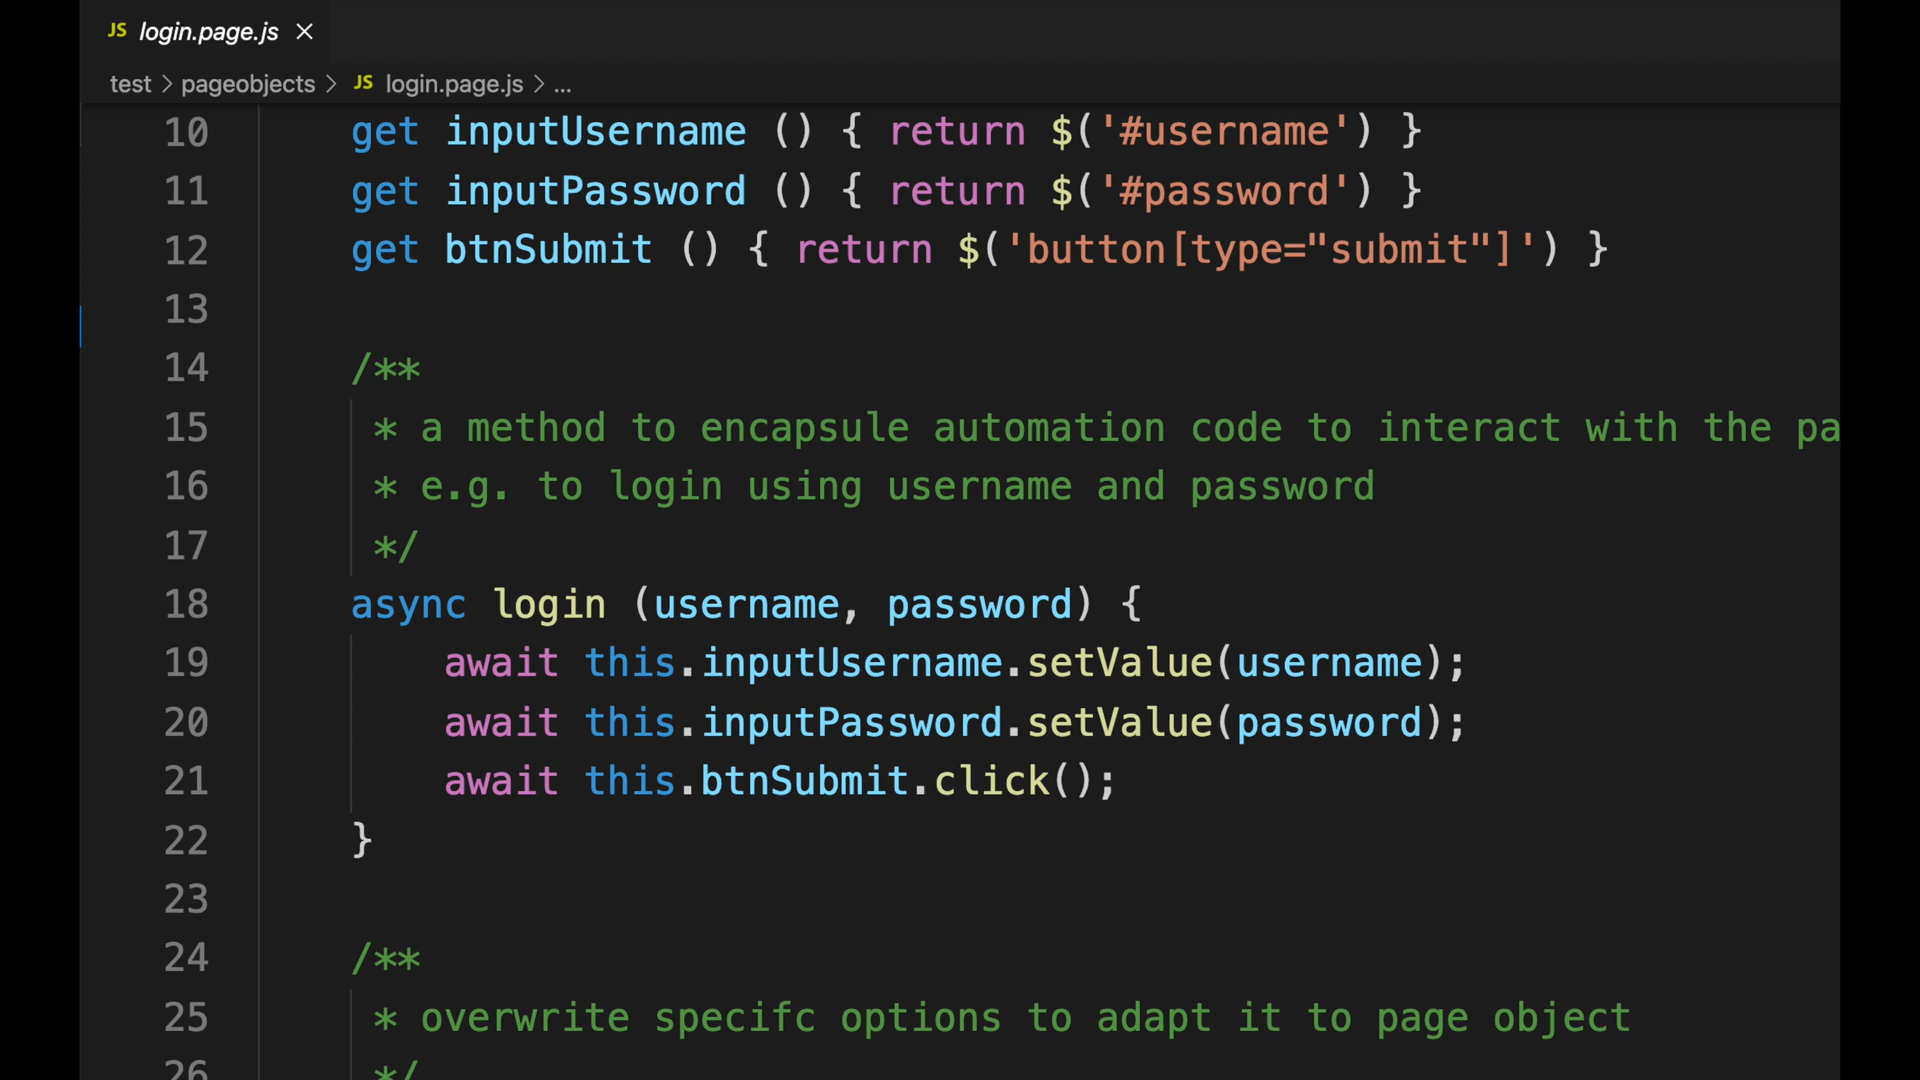 JS login.page.js ×
test > pageobjects > JS login.page.js > ...
10 get inputUsername () { return $('#username') }
11 get inputPassword () { return $('#password') }
12 get btnSubmit () { return $('button[type="submit"]') }
13
14 /**
15 * a method to encapsule automation code to interact with the pa
16 * e.g. to login using username and password
17 */
18 async login (username, password) {
19 await this.inputUsername.setValue(username);
20 await this.inputPassword.setValue(password);
21 await this.btnSubmit.click();
22 }
23
24 /**
25 * overwrite specifc options to adapt it to page object
26 */